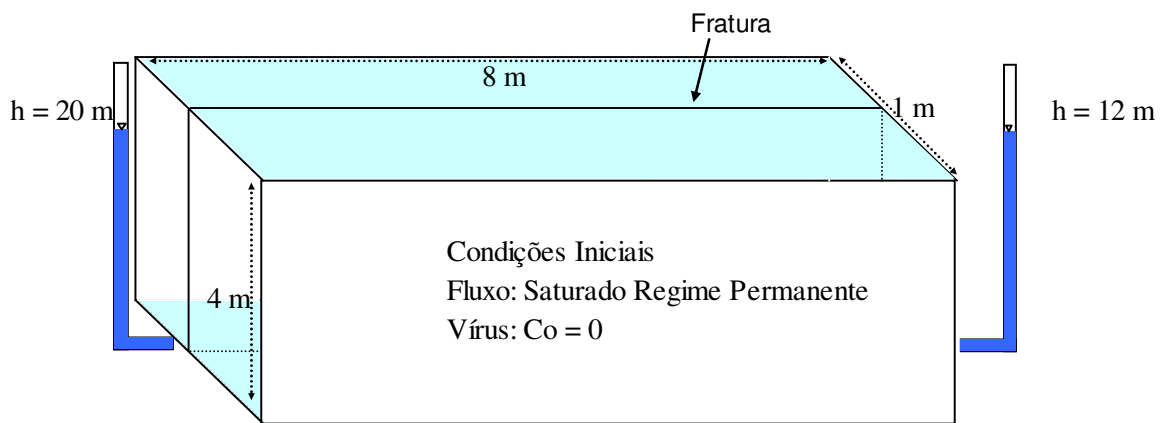 Fratura
8 m
h = 20 m
1 m
h = 12 m
Condições Iniciais
Fluxo: Saturado Regime Permanente
4 m
Vírus: Co = 0